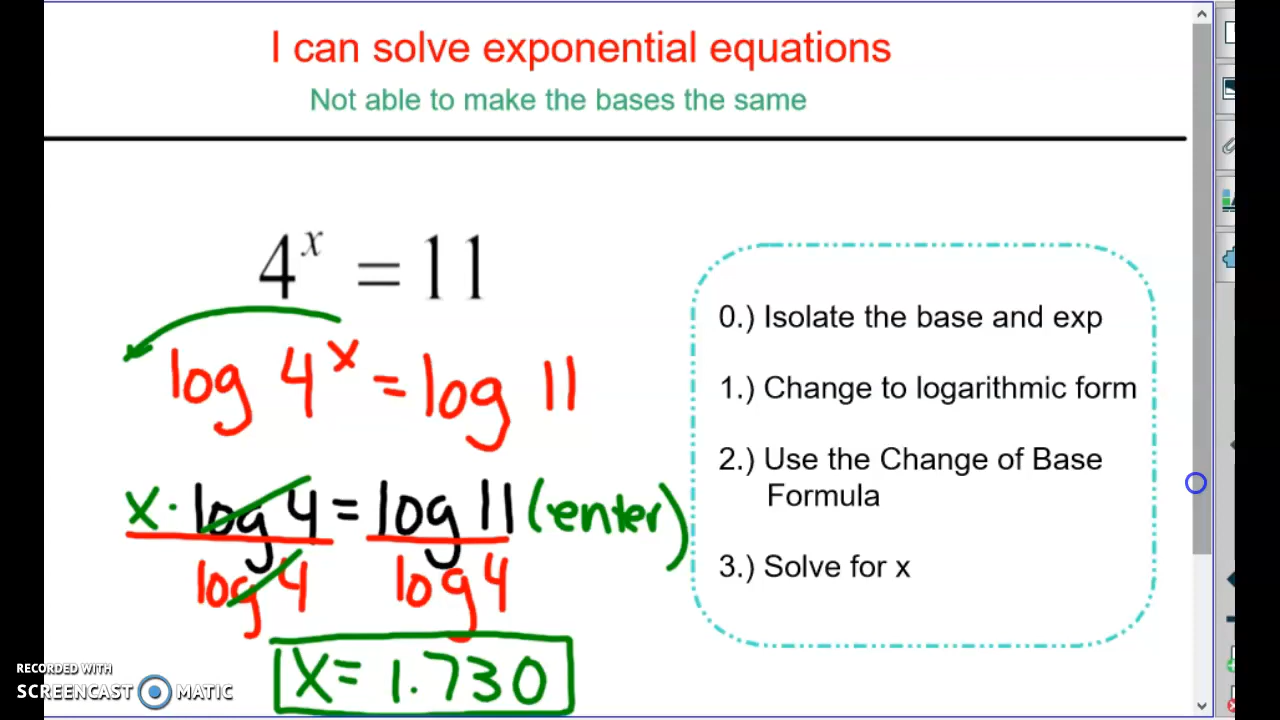 I can solve exponential equations
Not able to make the bases the same
4^x = 11
log 4^x = log 11
x · log 4 = log 11 (enter)
log 4 log 4
x = 1.730
0.) Isolate the base and exp
1.) Change to logarithmic form
2.) Use the Change of Base
Formula
3.) Solve for x
RECORDED WITH
SCREENCAST MATIC